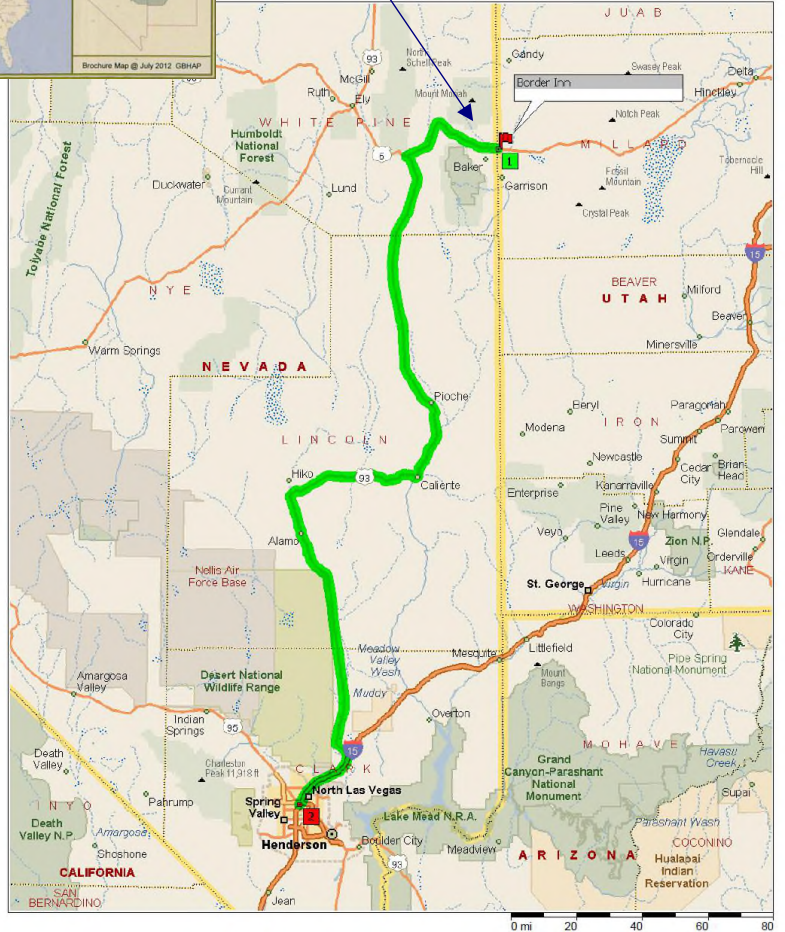 Brochure Map @ July 2012 GBHAP
JUAB
93
North
Schell Peak
Gandy
McGill
Swasey Peak
Delta
Ruth
Ely
Mount Moriah
Border Inn
Hinckley
Notch Peak
WHITE PINE
Humboldt
National
Forest
6
MILLARD
Baker
1
Tabernacle
Hill
Toiyabe National Forest
Duckwater
Currant
Mountain
Lund
Garrison
Fossil
Mountain
Crystal Peak
15
NYE
BEAVER
UTAH
Milford
Beaver
Minersville
Warm Springs
NEVADA
Pioche
Beryl
Paragonah
Modena
IRON
Parowan
LINCOLN
Summit
Newcastle
Hiko
93
Caliente
Cedar
City
Brian
Head
Enterprise
Kanarraville
Pine
Valley
New Harmony
Alamo
Veyo
15
Zion N.P.
Glendale
Orderville
Leeds
Virgin
KANE
Nellis Air
Force Base
St. George
Virgin
Hurricane
WASHINGTON
Colorado
City
Meadow
Valley
Wash
Mesquite
Littlefield
Pipe Spring
National Monument
Mount
Bangs
Amargosa
Valley
Desert National
Wildlife Range
Muddy
Indian
Springs
95
Overton
15
MOHAVE
Havasu
Creek
Death
Valley
Charleston
Peak 11,918 ft
CLARK
Grand
Canyon-Parashant
National
Monument
Supai
INYO
Pahrump
North Las Vegas
Spring
Valley
2
Lake Mead N.R.A.
Parashant Wash
Death
Valley N.P.
Amargosa
Henderson
Boulder City
COCONINO
Shoshone
Meadview
ARIZONA
Hualapai
Indian
Reservation
93
CALIFORNIA
SAN
BERNARDINO
Jean
0 mi 20 40 60 80